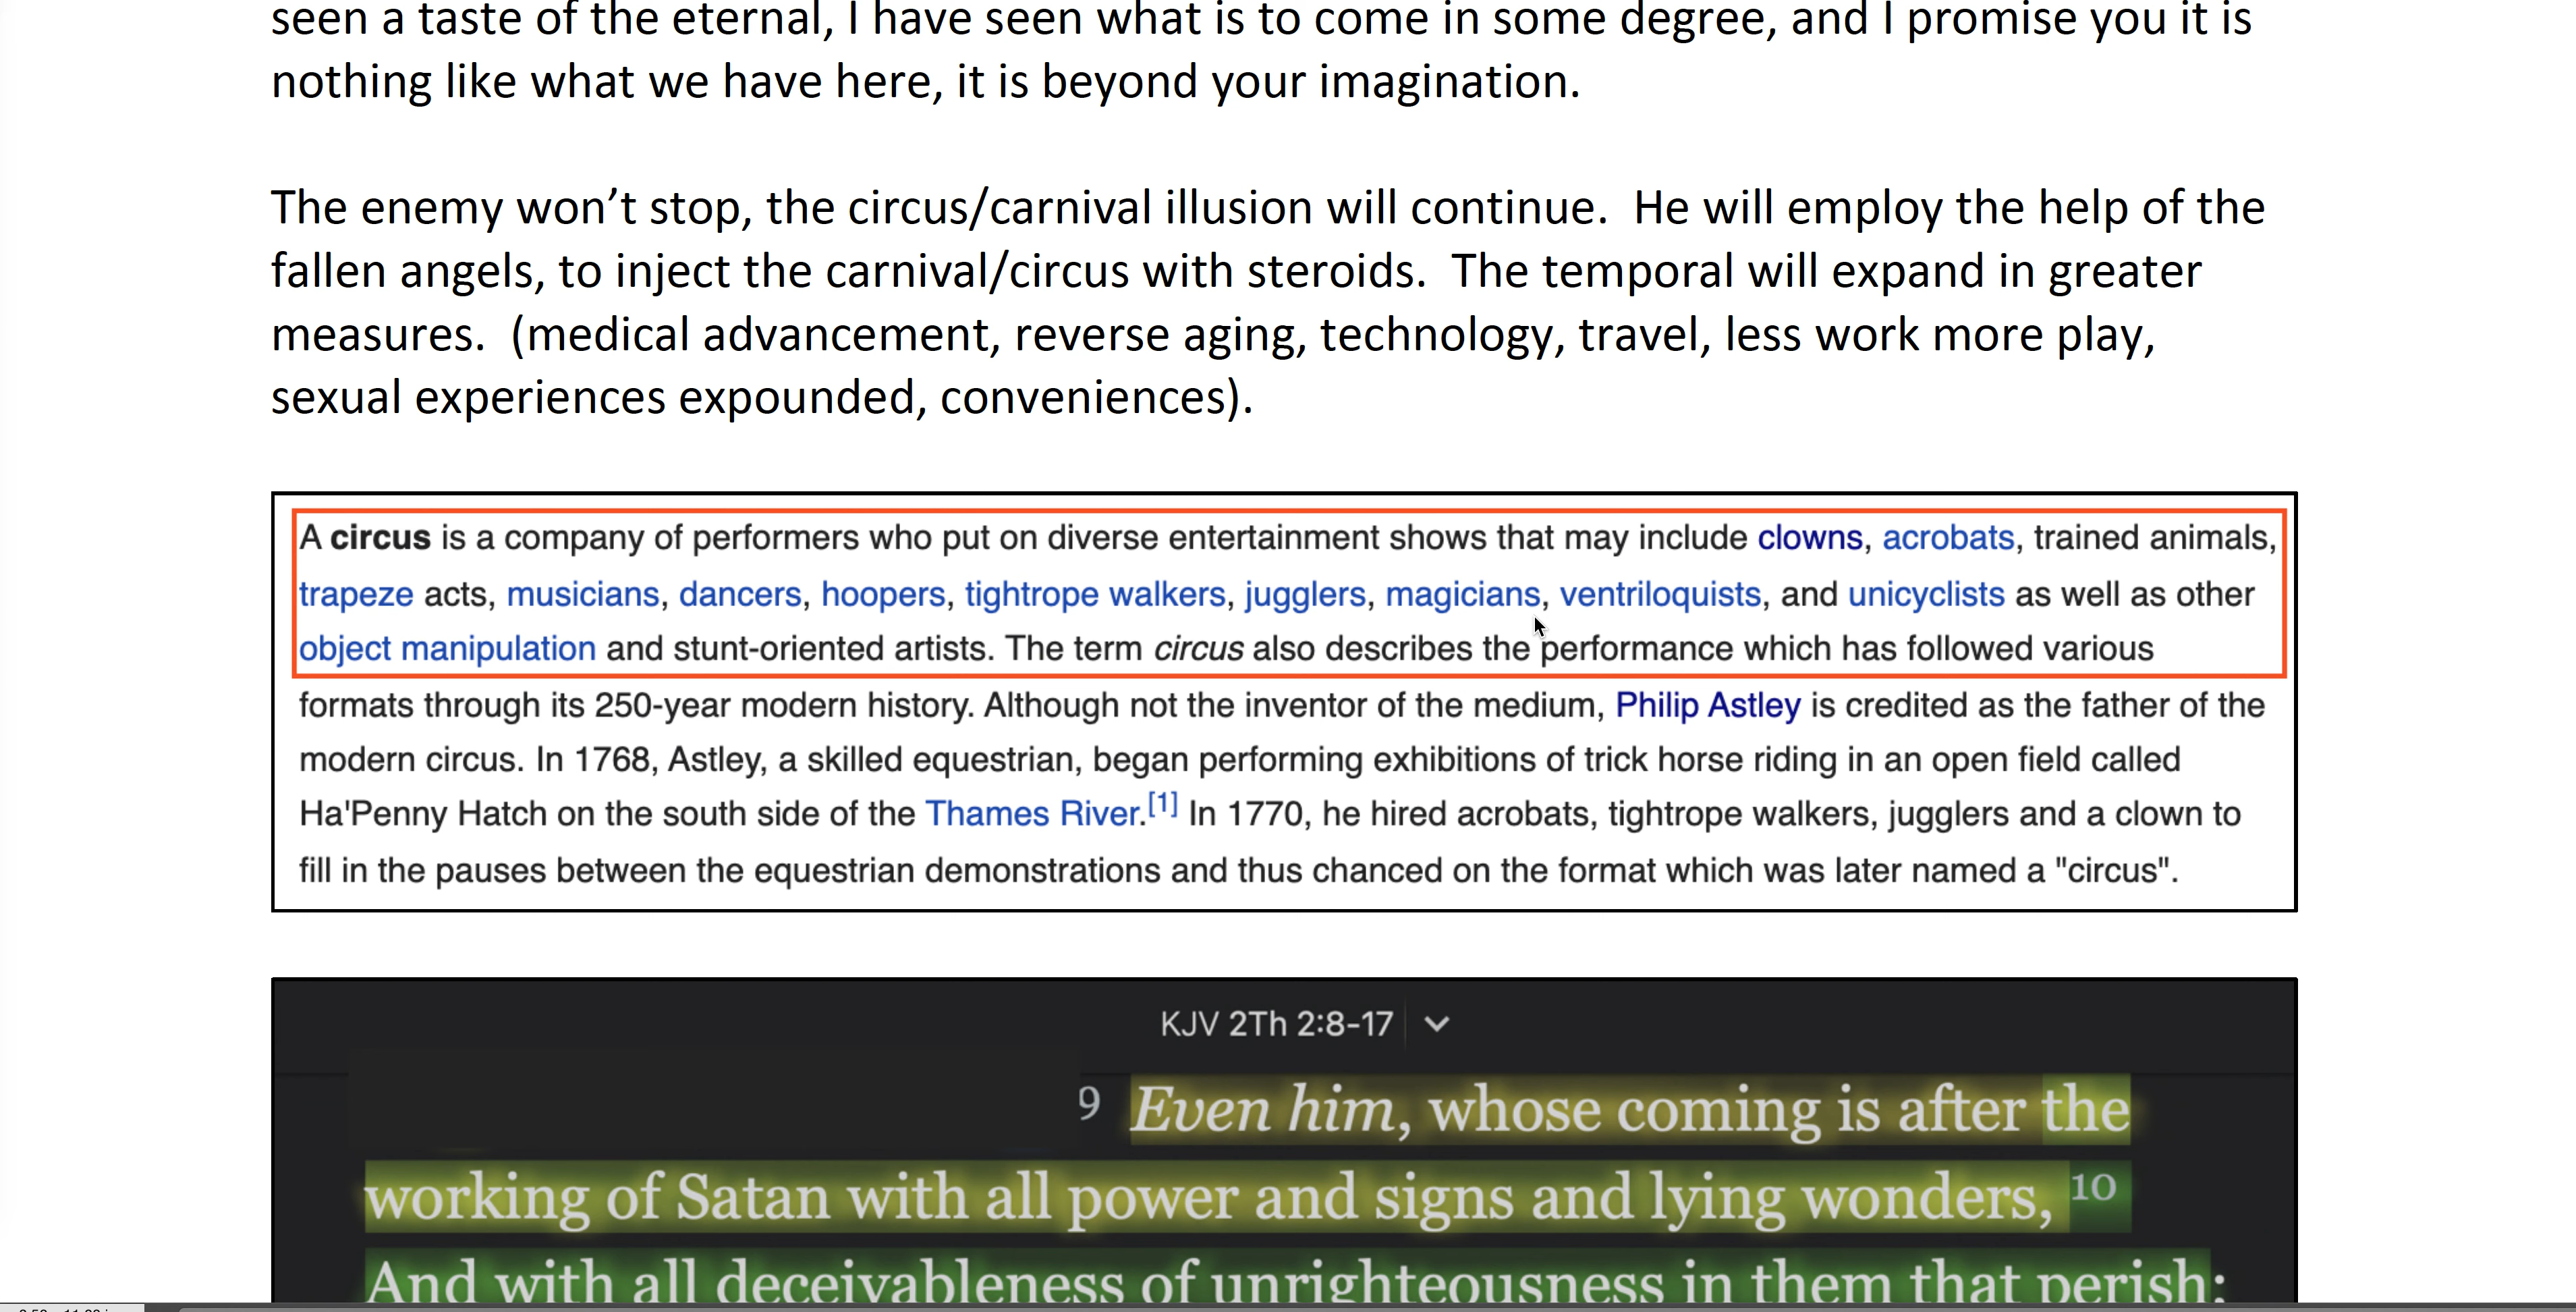 seen a taste of the eternal, I have seen what is to come in some degree, and I promise you it is
nothing like what we have here, it is beyond your imagination.
The enemy won’t stop, the circus/carnival illusion will continue.  He will employ the help of the
fallen angels, to inject the carnival/circus with steroids.  The temporal will expand in greater
measures.  (medical advancement, reverse aging, technology, travel, less work more play,
sexual experiences expounded, conveniences).
A circus is a company of performers who put on diverse entertainment shows that may include clowns, acrobats, trained animals,
trapeze acts, musicians, dancers, hoopers, tightrope walkers, jugglers, magicians, ventriloquists, and unicyclists as well as other
object manipulation and stunt-oriented artists. The term circus also describes the performance which has followed various
formats through its 250-year modern history. Although not the inventor of the medium, Philip Astley is credited as the father of the
modern circus. In 1768, Astley, a skilled equestrian, began performing exhibitions of trick horse riding in an open field called
Ha'Penny Hatch on the south side of the Thames River.[1] In 1770, he hired acrobats, tightrope walkers, jugglers and a clown to
fill in the pauses between the equestrian demonstrations and thus chanced on the format which was later named a "circus".
KJV 2Th 2:8-17
9 Even him, whose coming is after the
working of Satan with all power and signs and lying wonders, 10
And with all deceivableness of unrighteousness in them that perish;